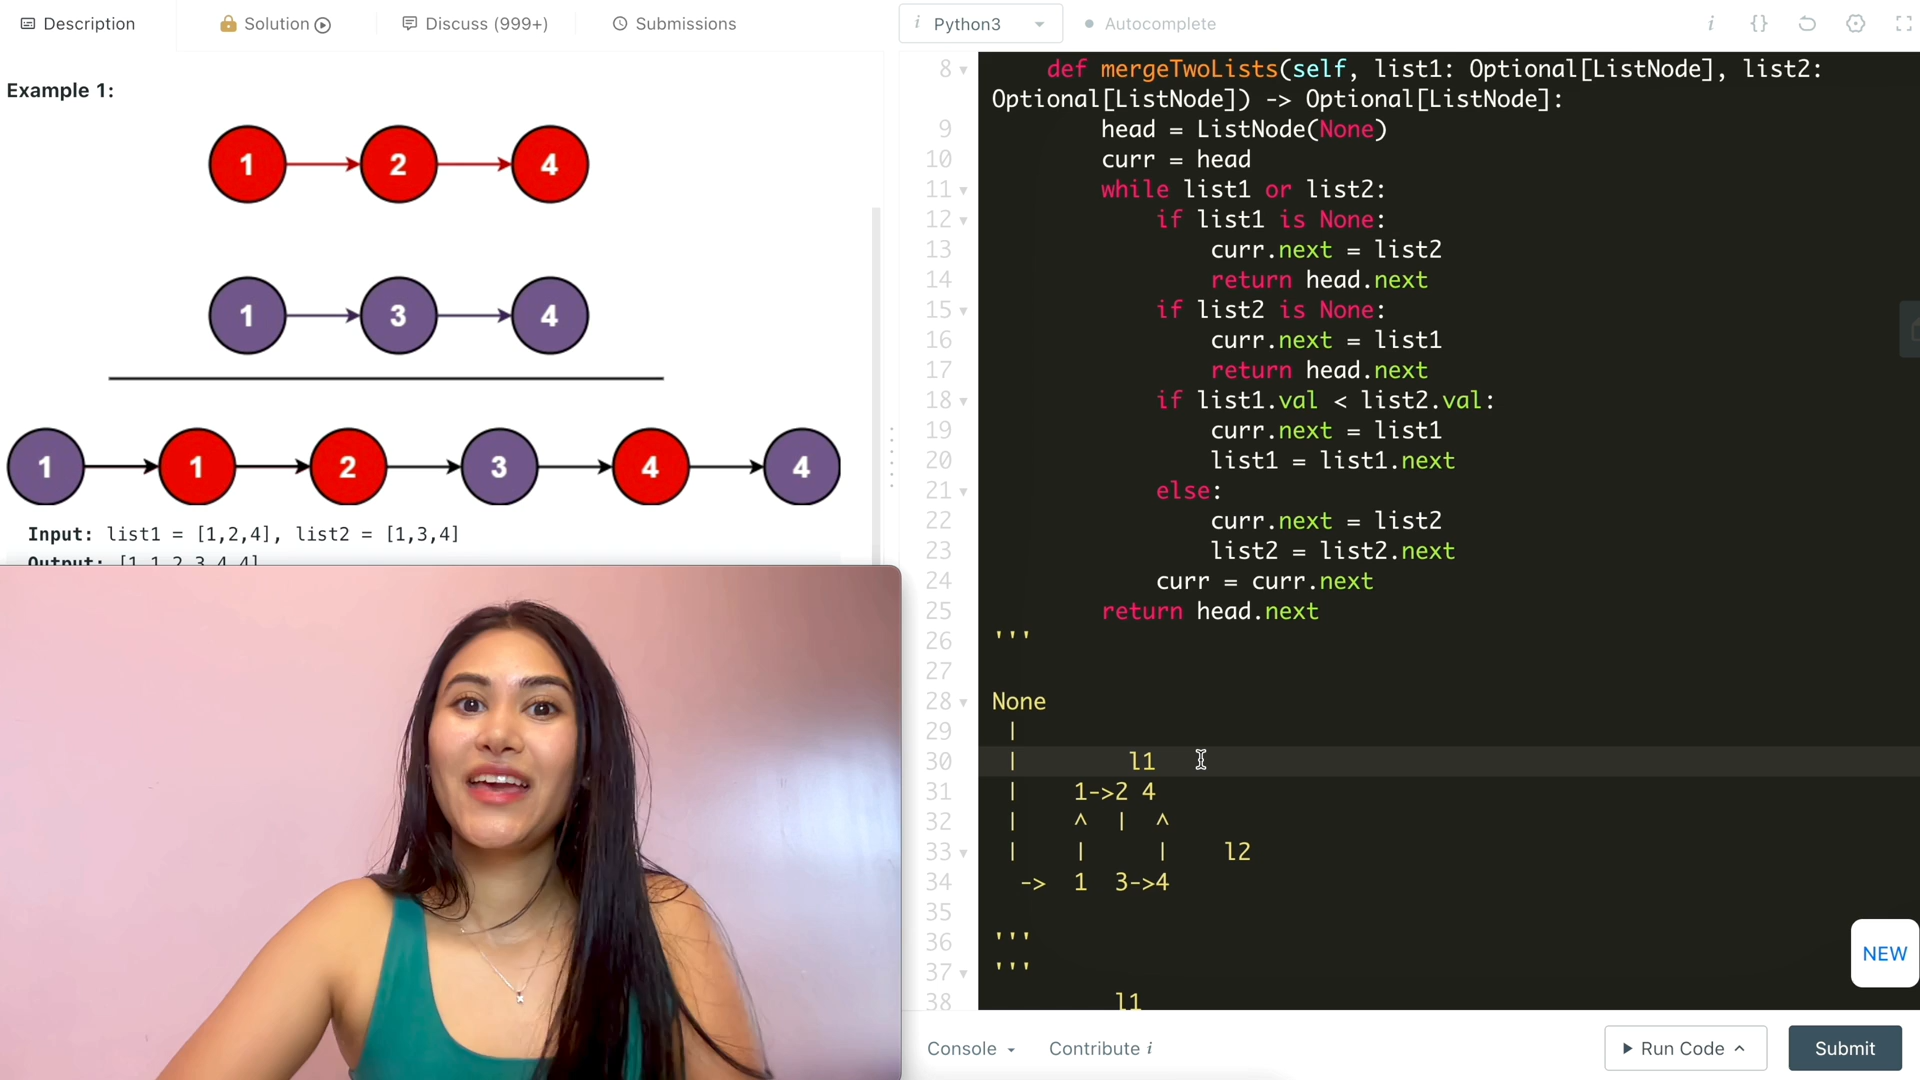 Description
Solution
Discuss (999+)
Submissions
i Python3
Autocomplete
i {}
Example 1:
1 2 4
1 3 4
1 1 2 3 4 4
Input: list1 = [1,2,4], list2 = [1,3,4]
Output: [1,1,2,3,4,4]
8 def mergeTwoLists(self, list1: Optional[ListNode], list2:
Optional[ListNode]) -> Optional[ListNode]:
9 head = ListNode(None)
10 curr = head
11 while list1 or list2:
12 if list1 is None:
13 curr.next = list2
14 return head.next
15 if list2 is None:
16 curr.next = list1
17 return head.next
18 if list1.val < list2.val:
19 curr.next = list1
20 list1 = list1.next
21 else:
22 curr.next = list2
23 list2 = list2.next
24 curr = curr.next
25 return head.next
26 '''
27
28 None
29 |
30 | l1
31 | 1->2 4
32 | ^ | ^
33 | | | l2
34 -> 1 3->4
35
36 '''
37 '''
38 l1
NEW
Console
Contribute i
Run Code
Submit